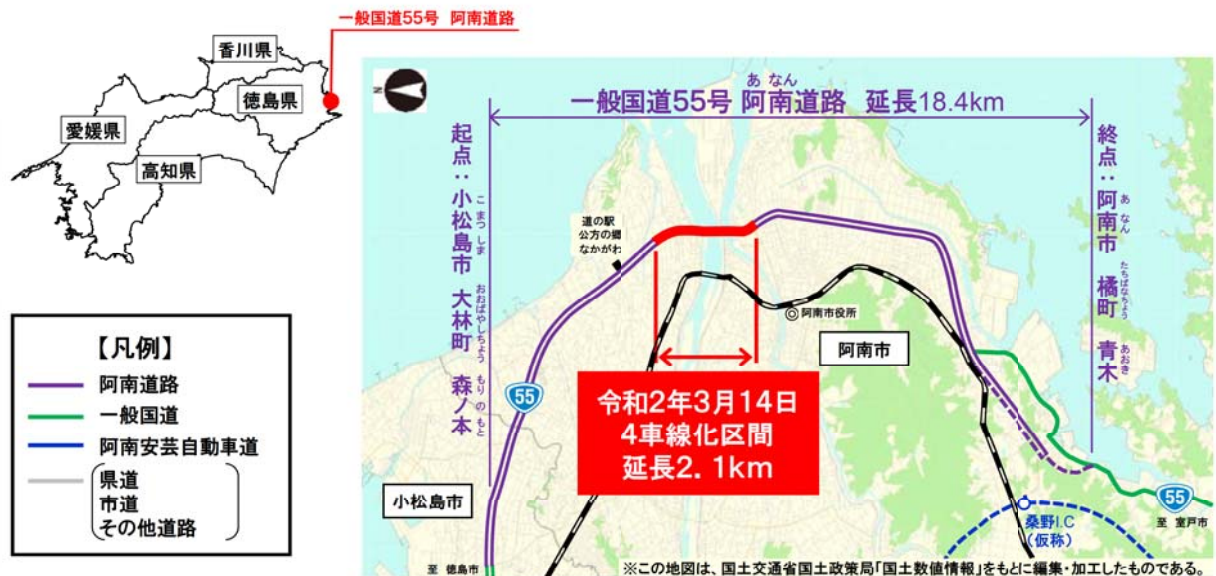 一般国道55号 阿南道路
香川県
徳島県
愛媛県
高知県
N
あなん
一般国道55号 阿南道路 延長18.4km
起点：小松島市 大林町 森ノ本
こまつしま おおばやしちょう もりのもと
終点：阿南市 橘町 青木
あなん たちばなちょう あおき
道の駅
公方の郷
なかがわ
阿南市役所
阿南市
令和2年3月14日
4車線化区間
延長2.1km
55
小松島市
至 徳島市
桑野I.C
（仮称）
55
至 室戸市
【凡例】
阿南道路
一般国道
阿南安芸自動車道
県道
市道
その他道路
※この地図は、国土交通省国土政策局「国土数値情報」をもとに編集・加工したものである。